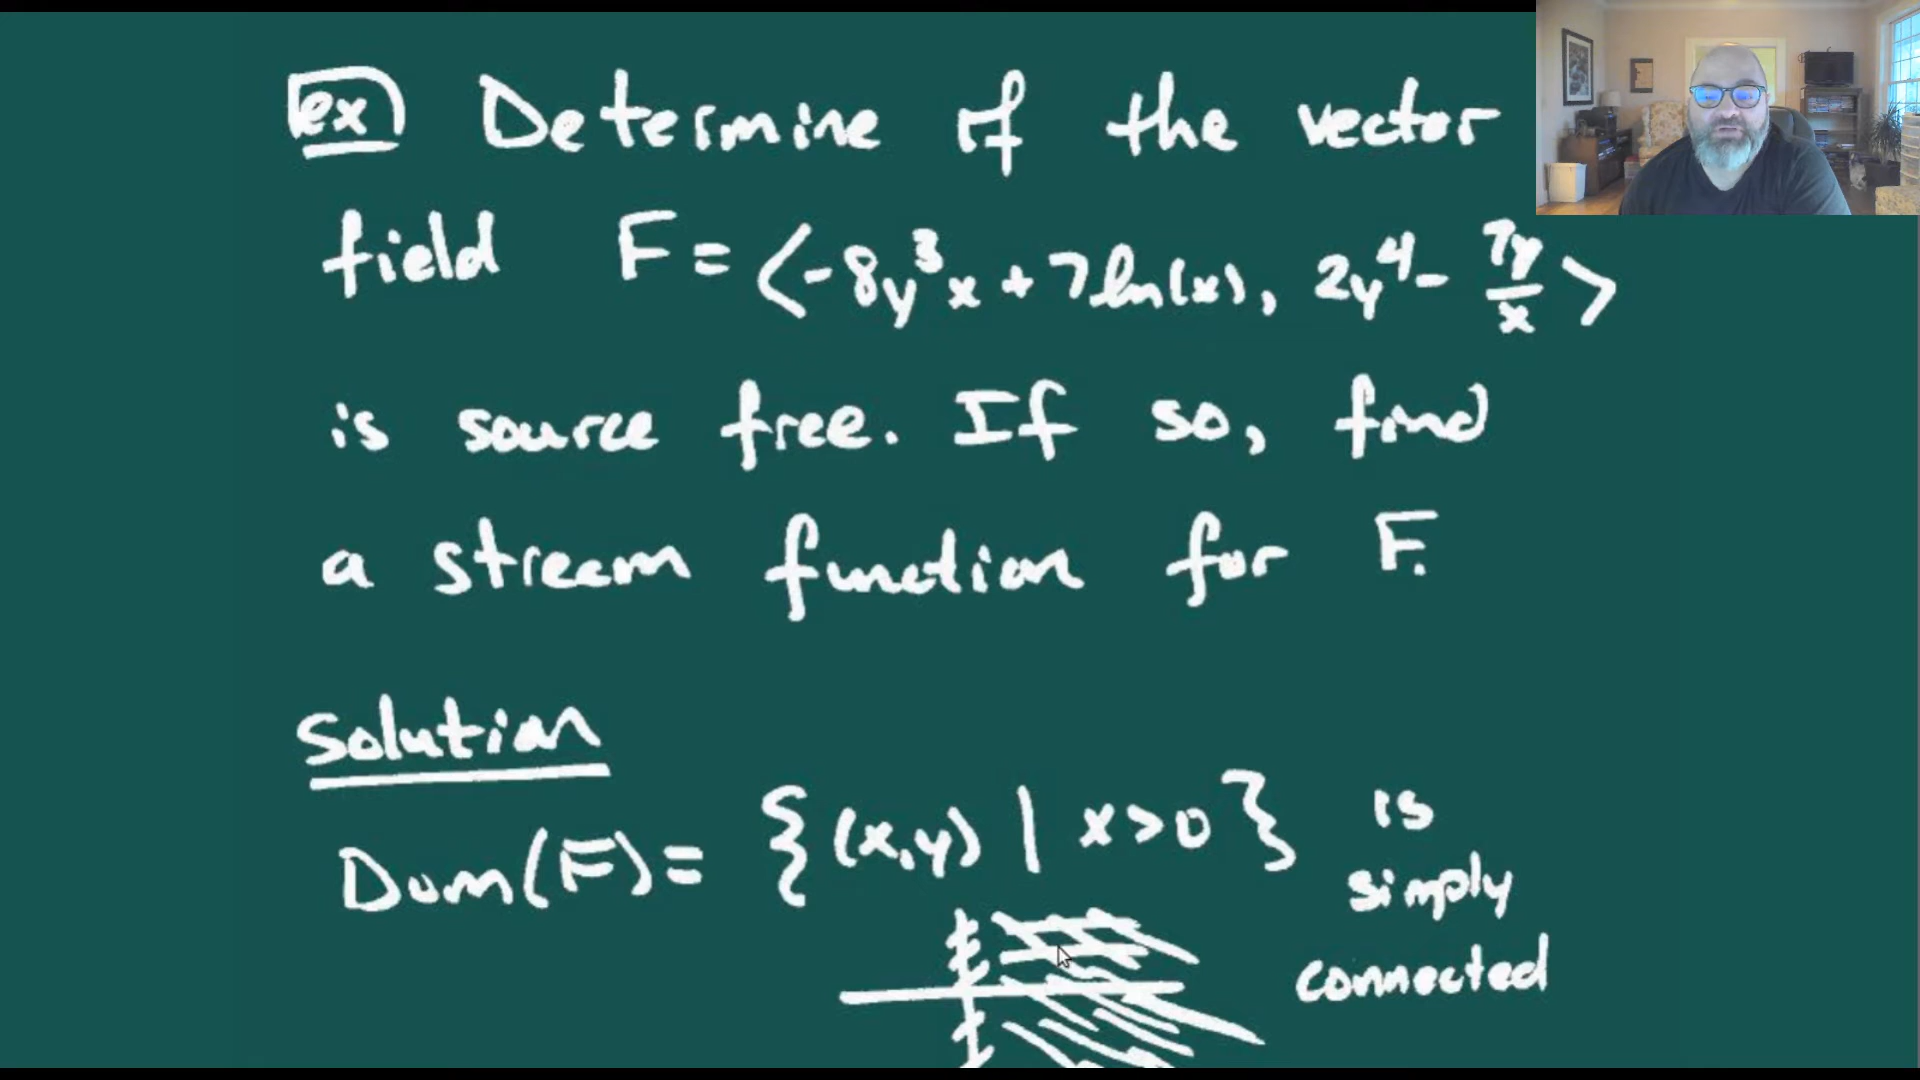 ex Determine if the vector
field F = ⟨-8y³x + 7ln(x), 2y⁴ - 7y/x⟩
is source free. If so, find
a stream function for F.
Solution
Dom(F) = {(x,y) | x>0} is
simply
connected